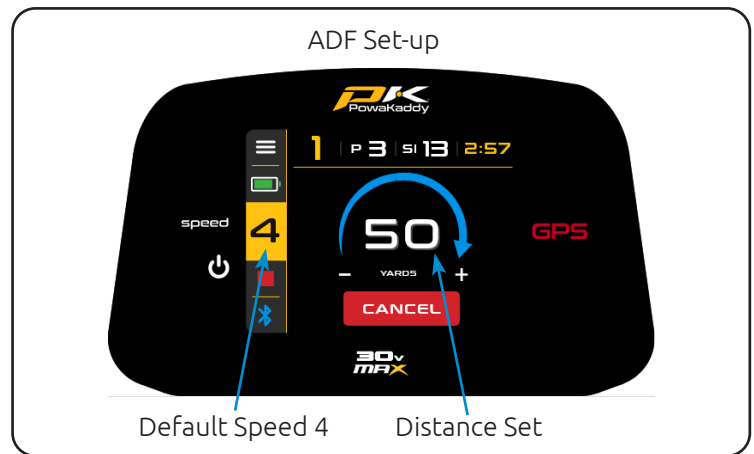 ADF Set-up
PK
PowaKaddy
1 P 3 SI 13 2:57
speed 4
50
GPS
- YARDS +
CANCEL
30v
MAX
Default Speed 4
Distance Set